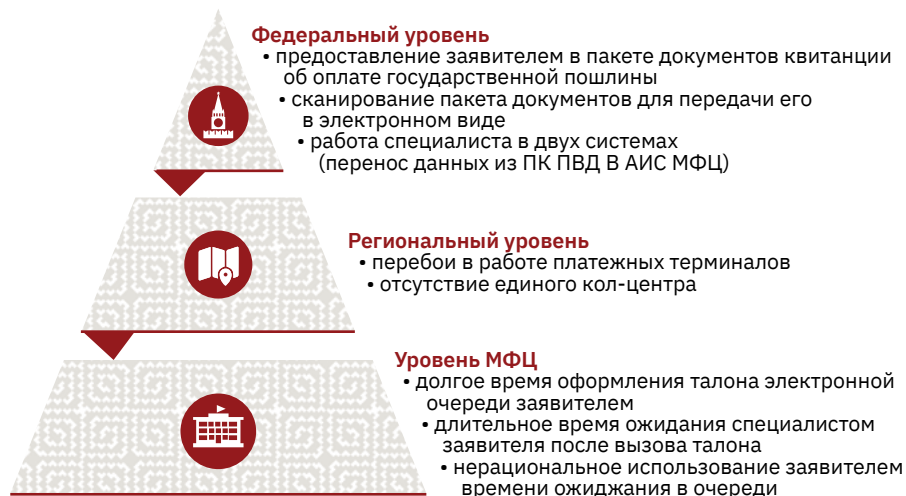 Федеральный уровень
• предоставление заявителем в пакете документов квитанции
об оплате государственной пошлины
• сканирование пакета документов для передачи его
в электронном виде
• работа специалиста в двух системах
(перенос данных из ПК ПВД В АИС МФЦ)
Региональный уровень
• перебои в работе платежных терминалов
• отсутствие единого кол-центра
Уровень МФЦ
• долгое время оформления талона электронной
очереди заявителем
• длительное время ожидания специалистом
заявителя после вызова талона
• нерациональное использование заявителем
времени ожиджания в очереди